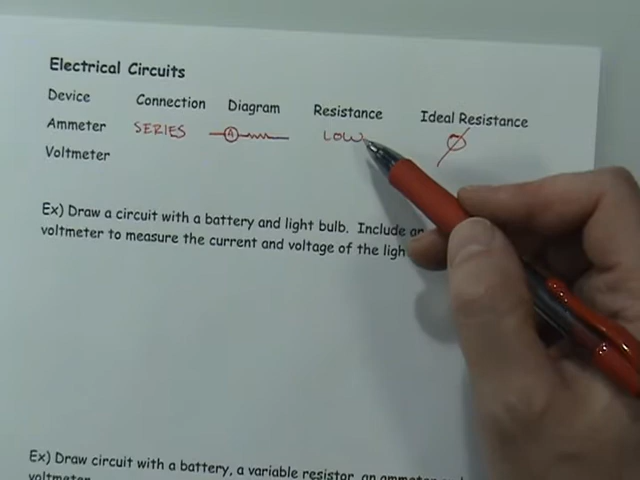 Electrical Circuits
Device Connection Diagram Resistance Ideal Resistance
Ammeter SERIES A LOW Ø
Voltmeter
Ex) Draw a circuit with a battery and light bulb. Include an
voltmeter to measure the current and voltage of the ligh
Ex) Draw circuit with a battery, a variable resistor, an ammet
voltmeter.